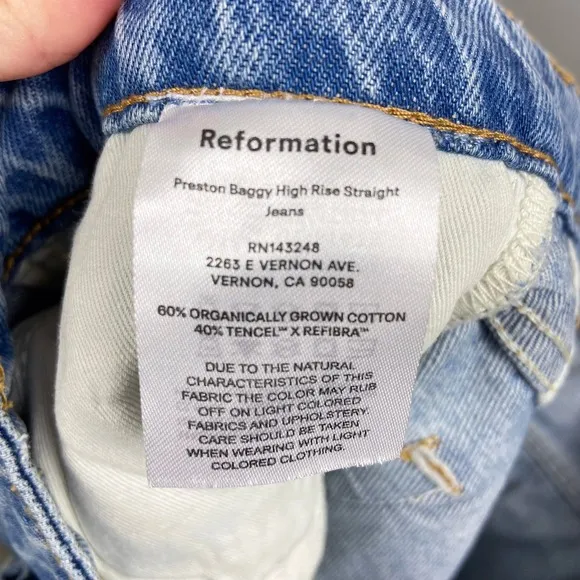 Reformation
Preston Baggy High Rise Straight
Jeans
RN143248
2263 E VERNON AVE.
VERNON, CA 90058
60% ORGANICALLY GROWN COTTON
40% TENCEL™ X REFIBRA™
DUE TO THE NATURAL
CHARACTERISTICS OF THIS
FABRIC THE COLOR MAY RUB
OFF ON LIGHT COLORED
FABRICS AND UPHOLSTERY.
CARE SHOULD BE TAKEN
WHEN WEARING WITH LIGHT
COLORED CLOTHING.